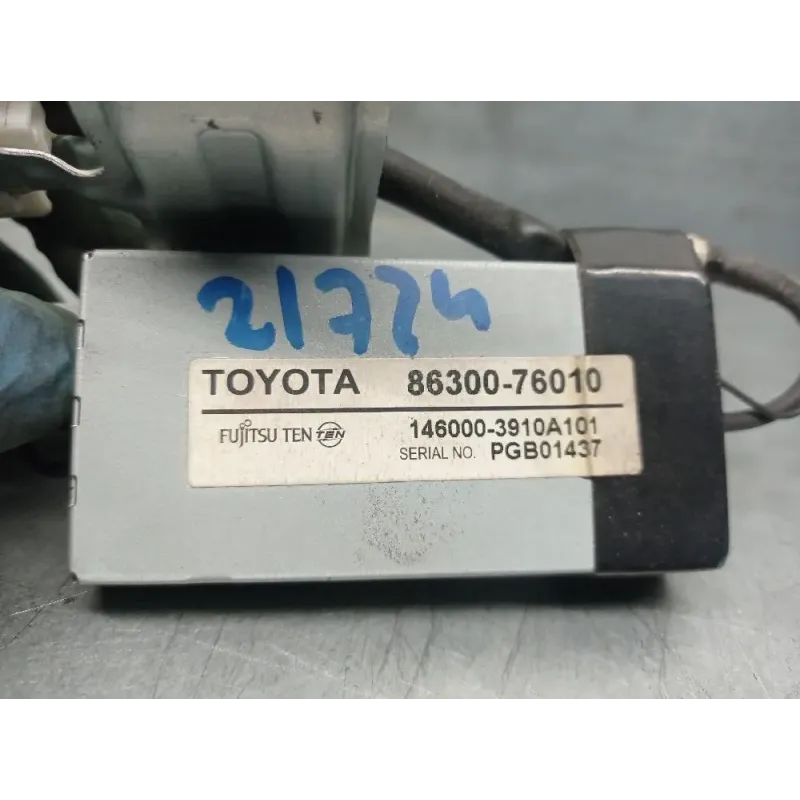 21724
TOYOTA 86300-76010
FUJITSU TEN TEN 146000-3910A101
SERIAL NO. PGB01437